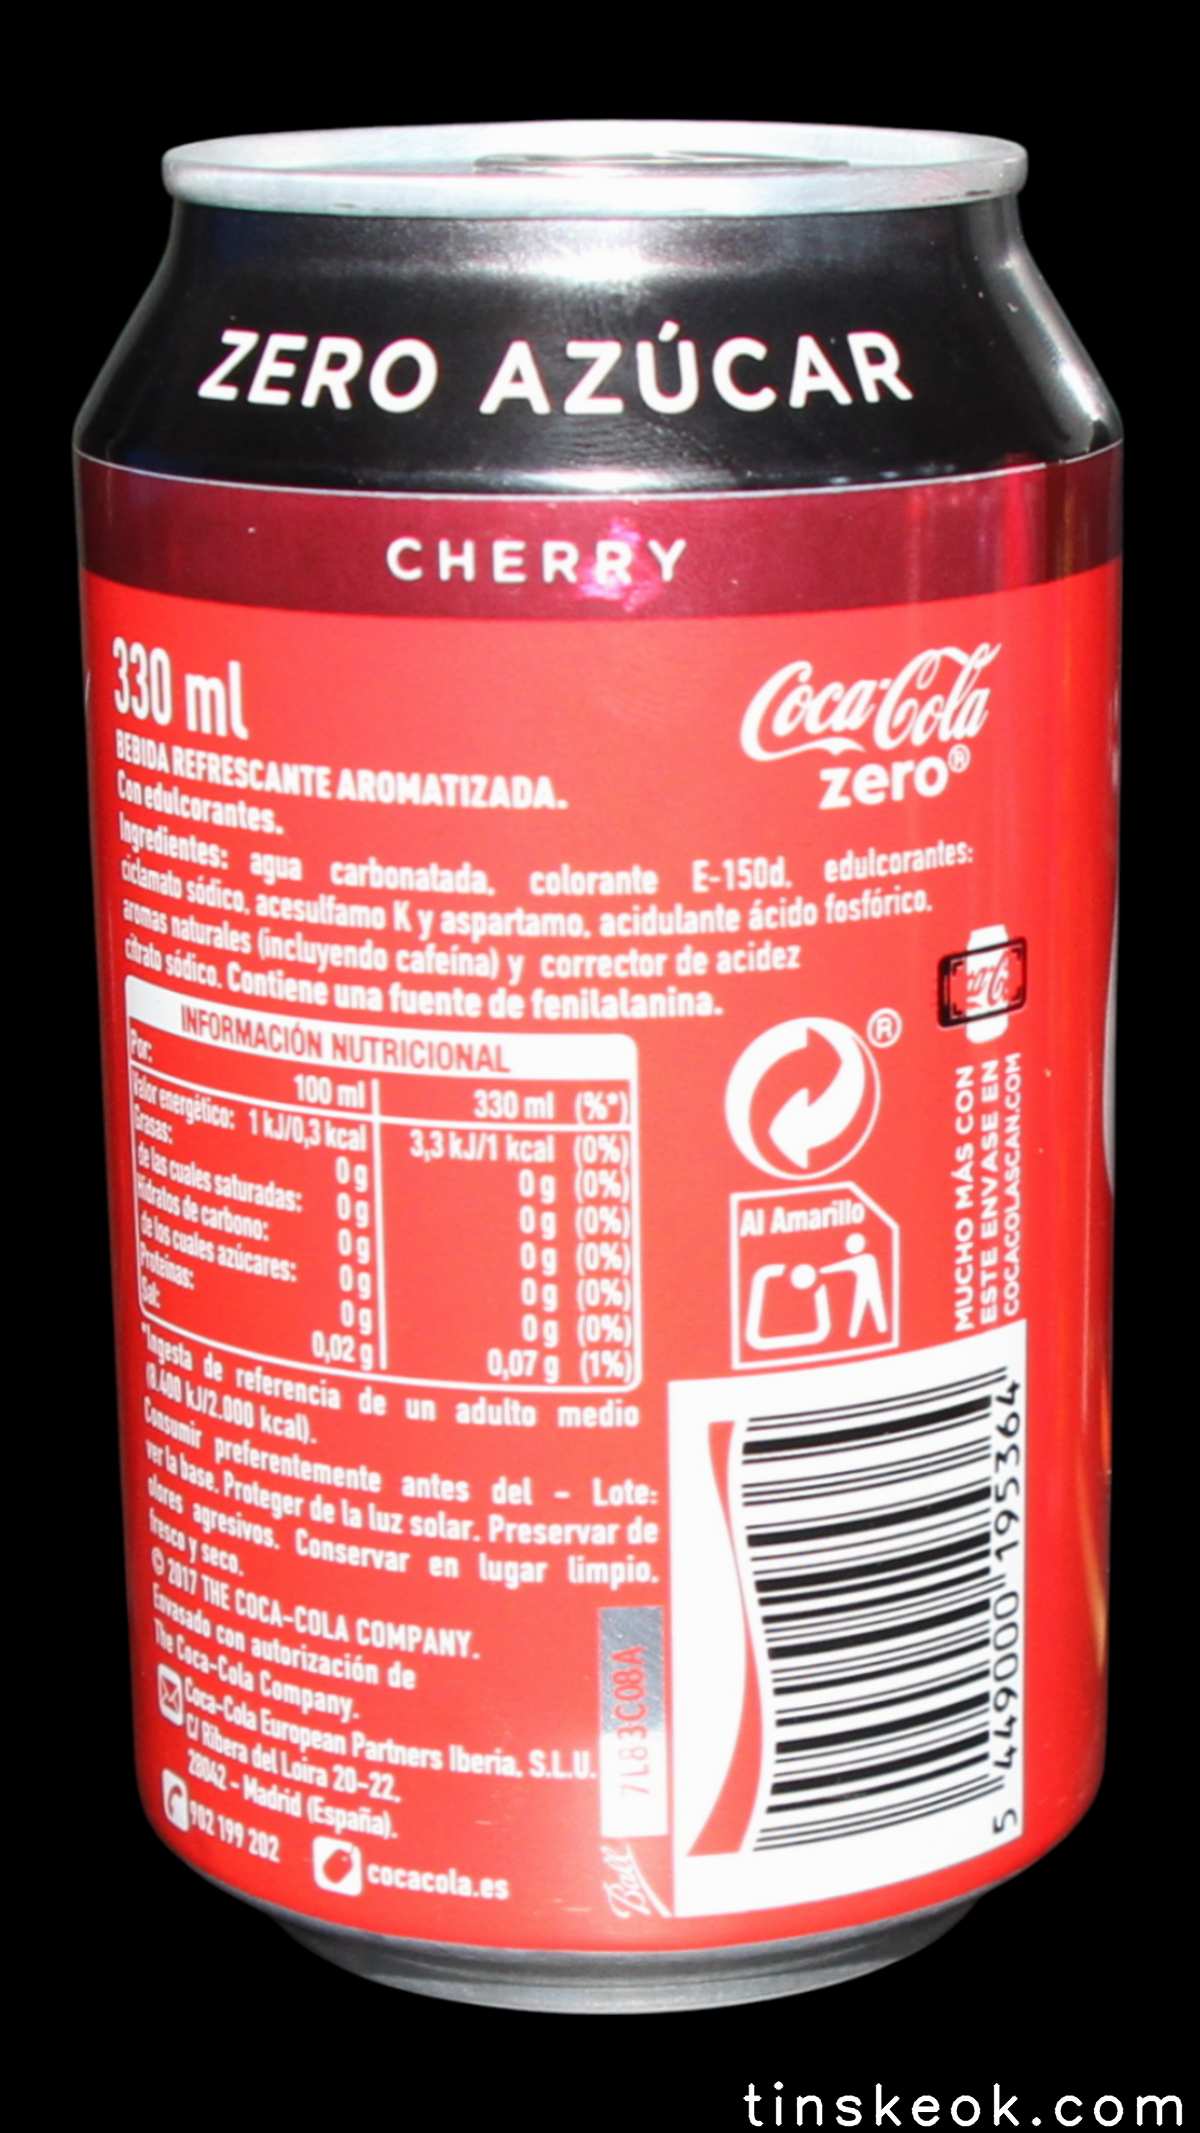 ZERO AZÚCAR
CHERRY
330 ml
Coca-Cola
zero®
BEBIDA REFRESCANTE AROMATIZADA.
Con edulcorantes.
Ingredientes: agua carbonatada, colorante E-150d, edulcorantes:
ciclamato sódico, acesulfamo K y aspartamo, acidulante ácido fosfórico,
aromas naturales (incluyendo cafeína) y corrector de acidez
citrato sódico. Contiene una fuente de fenilalanina.
INFORMACIÓN NUTRICIONAL
Por: 100 ml 330 ml (%*)
Valor energético: 1 kJ/0,3 kcal 3,3 kJ/1 kcal (0%)
Grasas: 0 g 0 g (0%)
de las cuales saturadas: 0 g 0 g (0%)
Hidratos de carbono: 0 g 0 g (0%)
de los cuales azúcares: 0 g 0 g (0%)
Proteínas: 0 g 0 g (0%)
Sal: 0,02 g 0,07 g (1%)
*Ingesta de referencia de un adulto medio
(8.400 kJ/2.000 kcal).
Consumir preferentemente antes del - Lote:
ver la base. Proteger de la luz solar. Preservar de
olores agresivos. Conservar en lugar limpio,
fresco y seco.
© 2017 THE COCA-COLA COMPANY.
Envasado con autorización de
The Coca-Cola Company.
Coca-Cola European Partners Iberia, S.L.U.
C/ Ribera del Loira 20-22.
28042 - Madrid (España).
902 199 202 cocacola.es
®
Al Amarillo
MUCHO MÁS CON
ESTE ENVASE EN
COCACOLASCAN.COM
7L83C08A
Ball
5 449000 195364
tinskeok.com